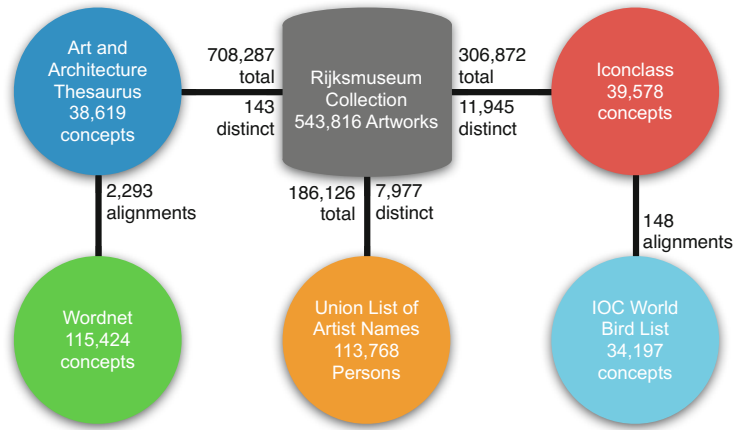 Art and
Architecture
Thesaurus
38,619
concepts
708,287
total
143
distinct
Rijksmuseum
Collection
543,816 Artworks
306,872
total
11,945
distinct
Iconclass
39,578
concepts
2,293
alignments
186,126
total
7,977
distinct
148
alignments
Wordnet
115,424
concepts
Union List of
Artist Names
113,768
Persons
IOC World
Bird List
34,197
concepts